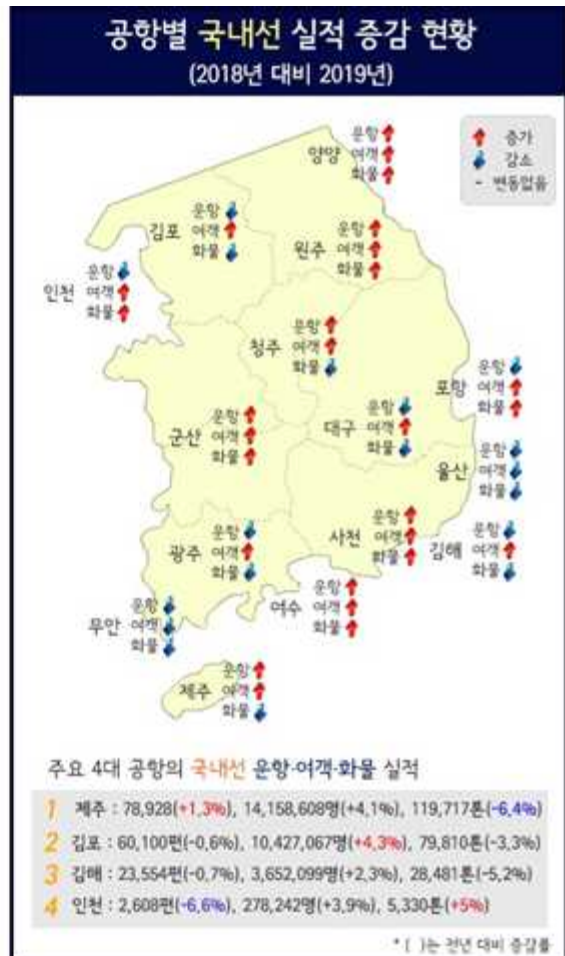 공항별 국내선 실적 증감 현황
(2018년 대비 2019년)
증가
감소
- 변동없음
양양 운항 여객 화물
김포 운항 여객 화물
원주 운항 여객 화물
인천 운항 여객 화물
청주 운항 여객 화물
포항 운항 여객 화물
군산 운항 여객 화물
대구 운항 여객 화물
울산 운항 여객 화물
사천 운항 여객 화물
김해 운항 여객 화물
광주 운항 여객 화물
여수 운항 여객 화물
무안 운항 여객 화물
제주 운항 여객 화물
주요 4대 공항의 국내선 운항·여객·화물 실적
1 제주 : 78,928(+1.3%), 14,158,608명(+4.1%), 119,717톤(-6.4%)
2 김포 : 60,100편(-0.6%), 10,427,067명(+4.3%), 79,810톤(-3.3%)
3 김해 : 23,554편(-0.7%), 3,652,099명(+2.3%), 28,481톤(-5.2%)
4 인천 : 2,608편(-6.6%), 278,242명(+3.9%), 5,330톤(+5%)
* ( )는 전년 대비 증감률